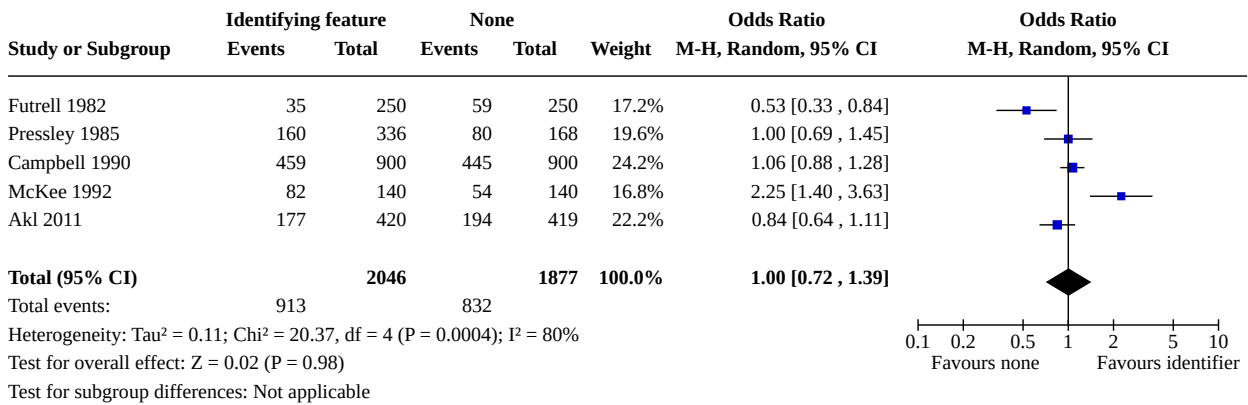 Identifying feature None Odds Ratio Odds Ratio
Study or Subgroup Events Total Events Total Weight M-H, Random, 95% CI M-H, Random, 95% CI
Futrell 1982 35 250 59 250 17.2% 0.53 [0.33 , 0.84]
Pressley 1985 160 336 80 168 19.6% 1.00 [0.69 , 1.45]
Campbell 1990 459 900 445 900 24.2% 1.06 [0.88 , 1.28]
McKee 1992 82 140 54 140 16.8% 2.25 [1.40 , 3.63]
Akl 2011 177 420 194 419 22.2% 0.84 [0.64 , 1.11]
Total (95% CI) 2046 1877 100.0% 1.00 [0.72 , 1.39]
Total events: 913 832
Heterogeneity: Tau² = 0.11; Chi² = 20.37, df = 4 (P = 0.0004); I² = 80%
0.1 0.2 0.5 1 2 5 10
Test for overall effect: Z = 0.02 (P = 0.98)
Favours none Favours identifier
Test for subgroup differences: Not applicable